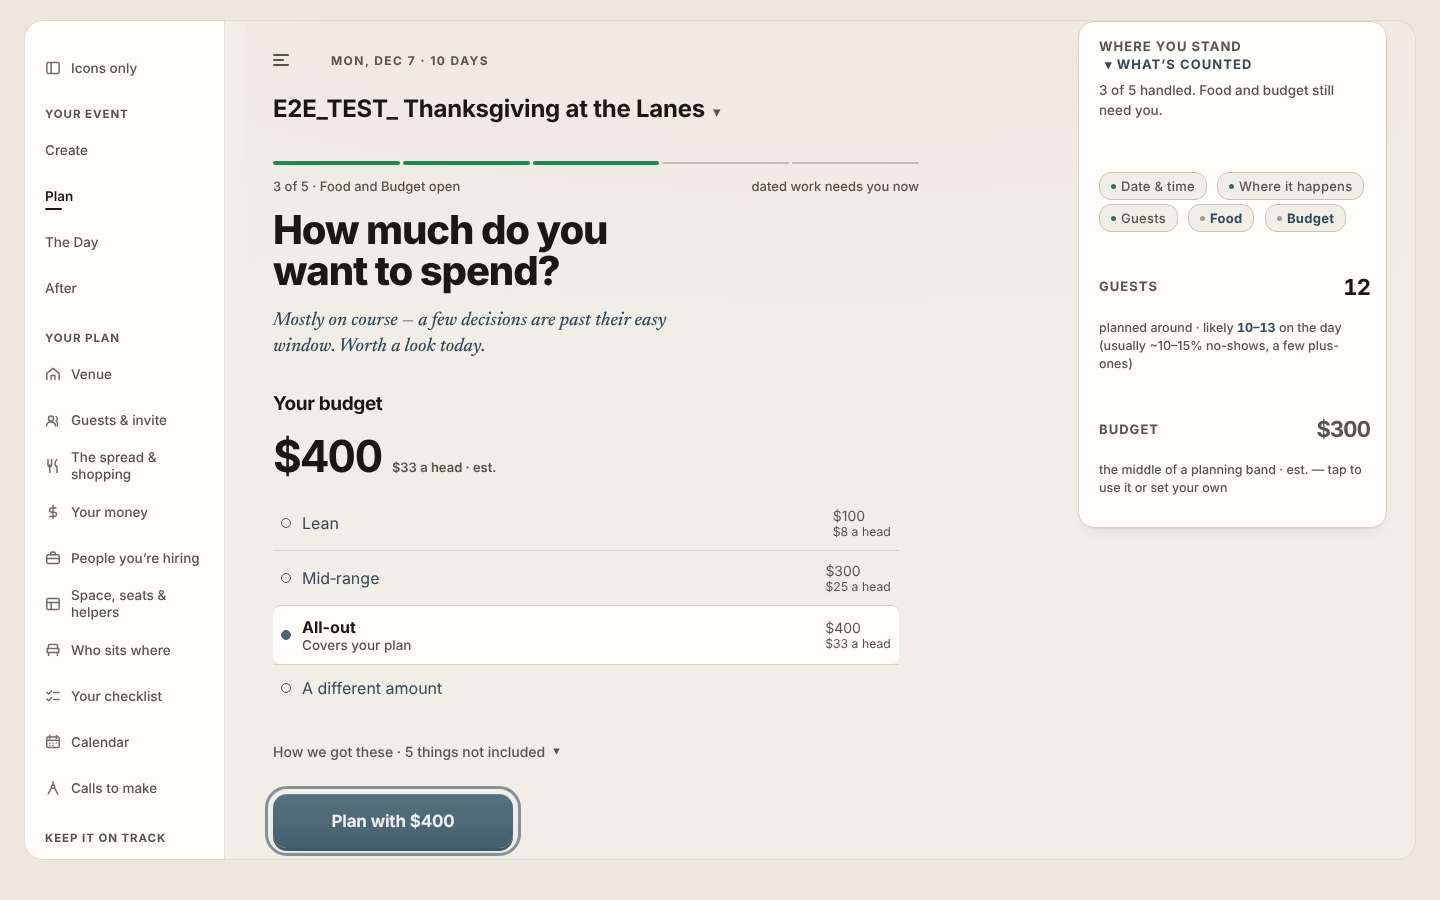 Icons only
YOUR EVENT
Create
Plan
The Day
After
YOUR PLAN
Venue
Guests & invite
The spread &
shopping
Your money
People you’re hiring
Space, seats &
helpers
Who sits where
Your checklist
Calendar
Calls to make
KEEP IT ON TRACK
MON, DEC 7 · 10 DAYS
E2E_TEST_ Thanksgiving at the Lanes ▾
3 of 5 · Food and Budget open
dated work needs you now
How much do you
want to spend?
Mostly on course — a few decisions are past their easy
window. Worth a look today.
Your budget
$400 $33 a head · est.
Lean
$100
$8 a head
Mid-range
$300
$25 a head
All-out
Covers your plan
$400
$33 a head
A different amount
How we got these · 5 things not included ▾
Plan with $400
WHERE YOU STAND
▾ WHAT’S COUNTED
3 of 5 handled. Food and budget still
need you.
Date & time
Where it happens
Guests
Food
Budget
GUESTS
12
planned around · likely 10–13 on the day
(usually ~10–15% no-shows, a few plus-
ones)
BUDGET
$300
the middle of a planning band · est. — tap to
use it or set your own